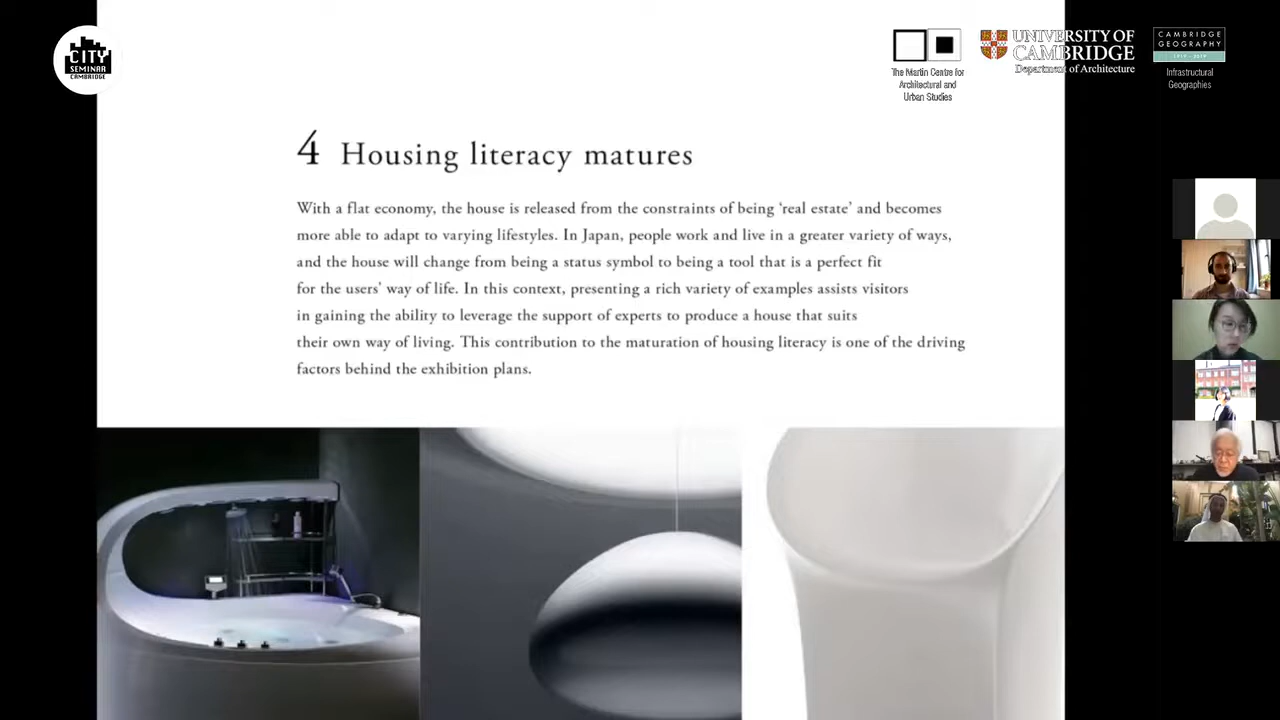 CITY
SEMINAR
CAMBRIDGE
The Martin Centre for
Architectural and
Urban Studies
UNIVERSITY OF
CAMBRIDGE
Department of Architecture
CAMBRIDGE
GEOGRAPHY
1919 - 2019
Infrastructural
Geographies
4 Housing literacy matures
With a flat economy, the house is released from the constraints of being ‘real estate’ and becomes
more able to adapt to varying lifestyles. In Japan, people work and live in a greater variety of ways,
and the house will change from being a status symbol to being a tool that is a perfect fit
for the users' way of life. In this context, presenting a rich variety of examples assists visitors
in gaining the ability to leverage the support of experts to produce a house that suits
their own way of living. This contribution to the maturation of housing literacy is one of the driving
factors behind the exhibition plans.